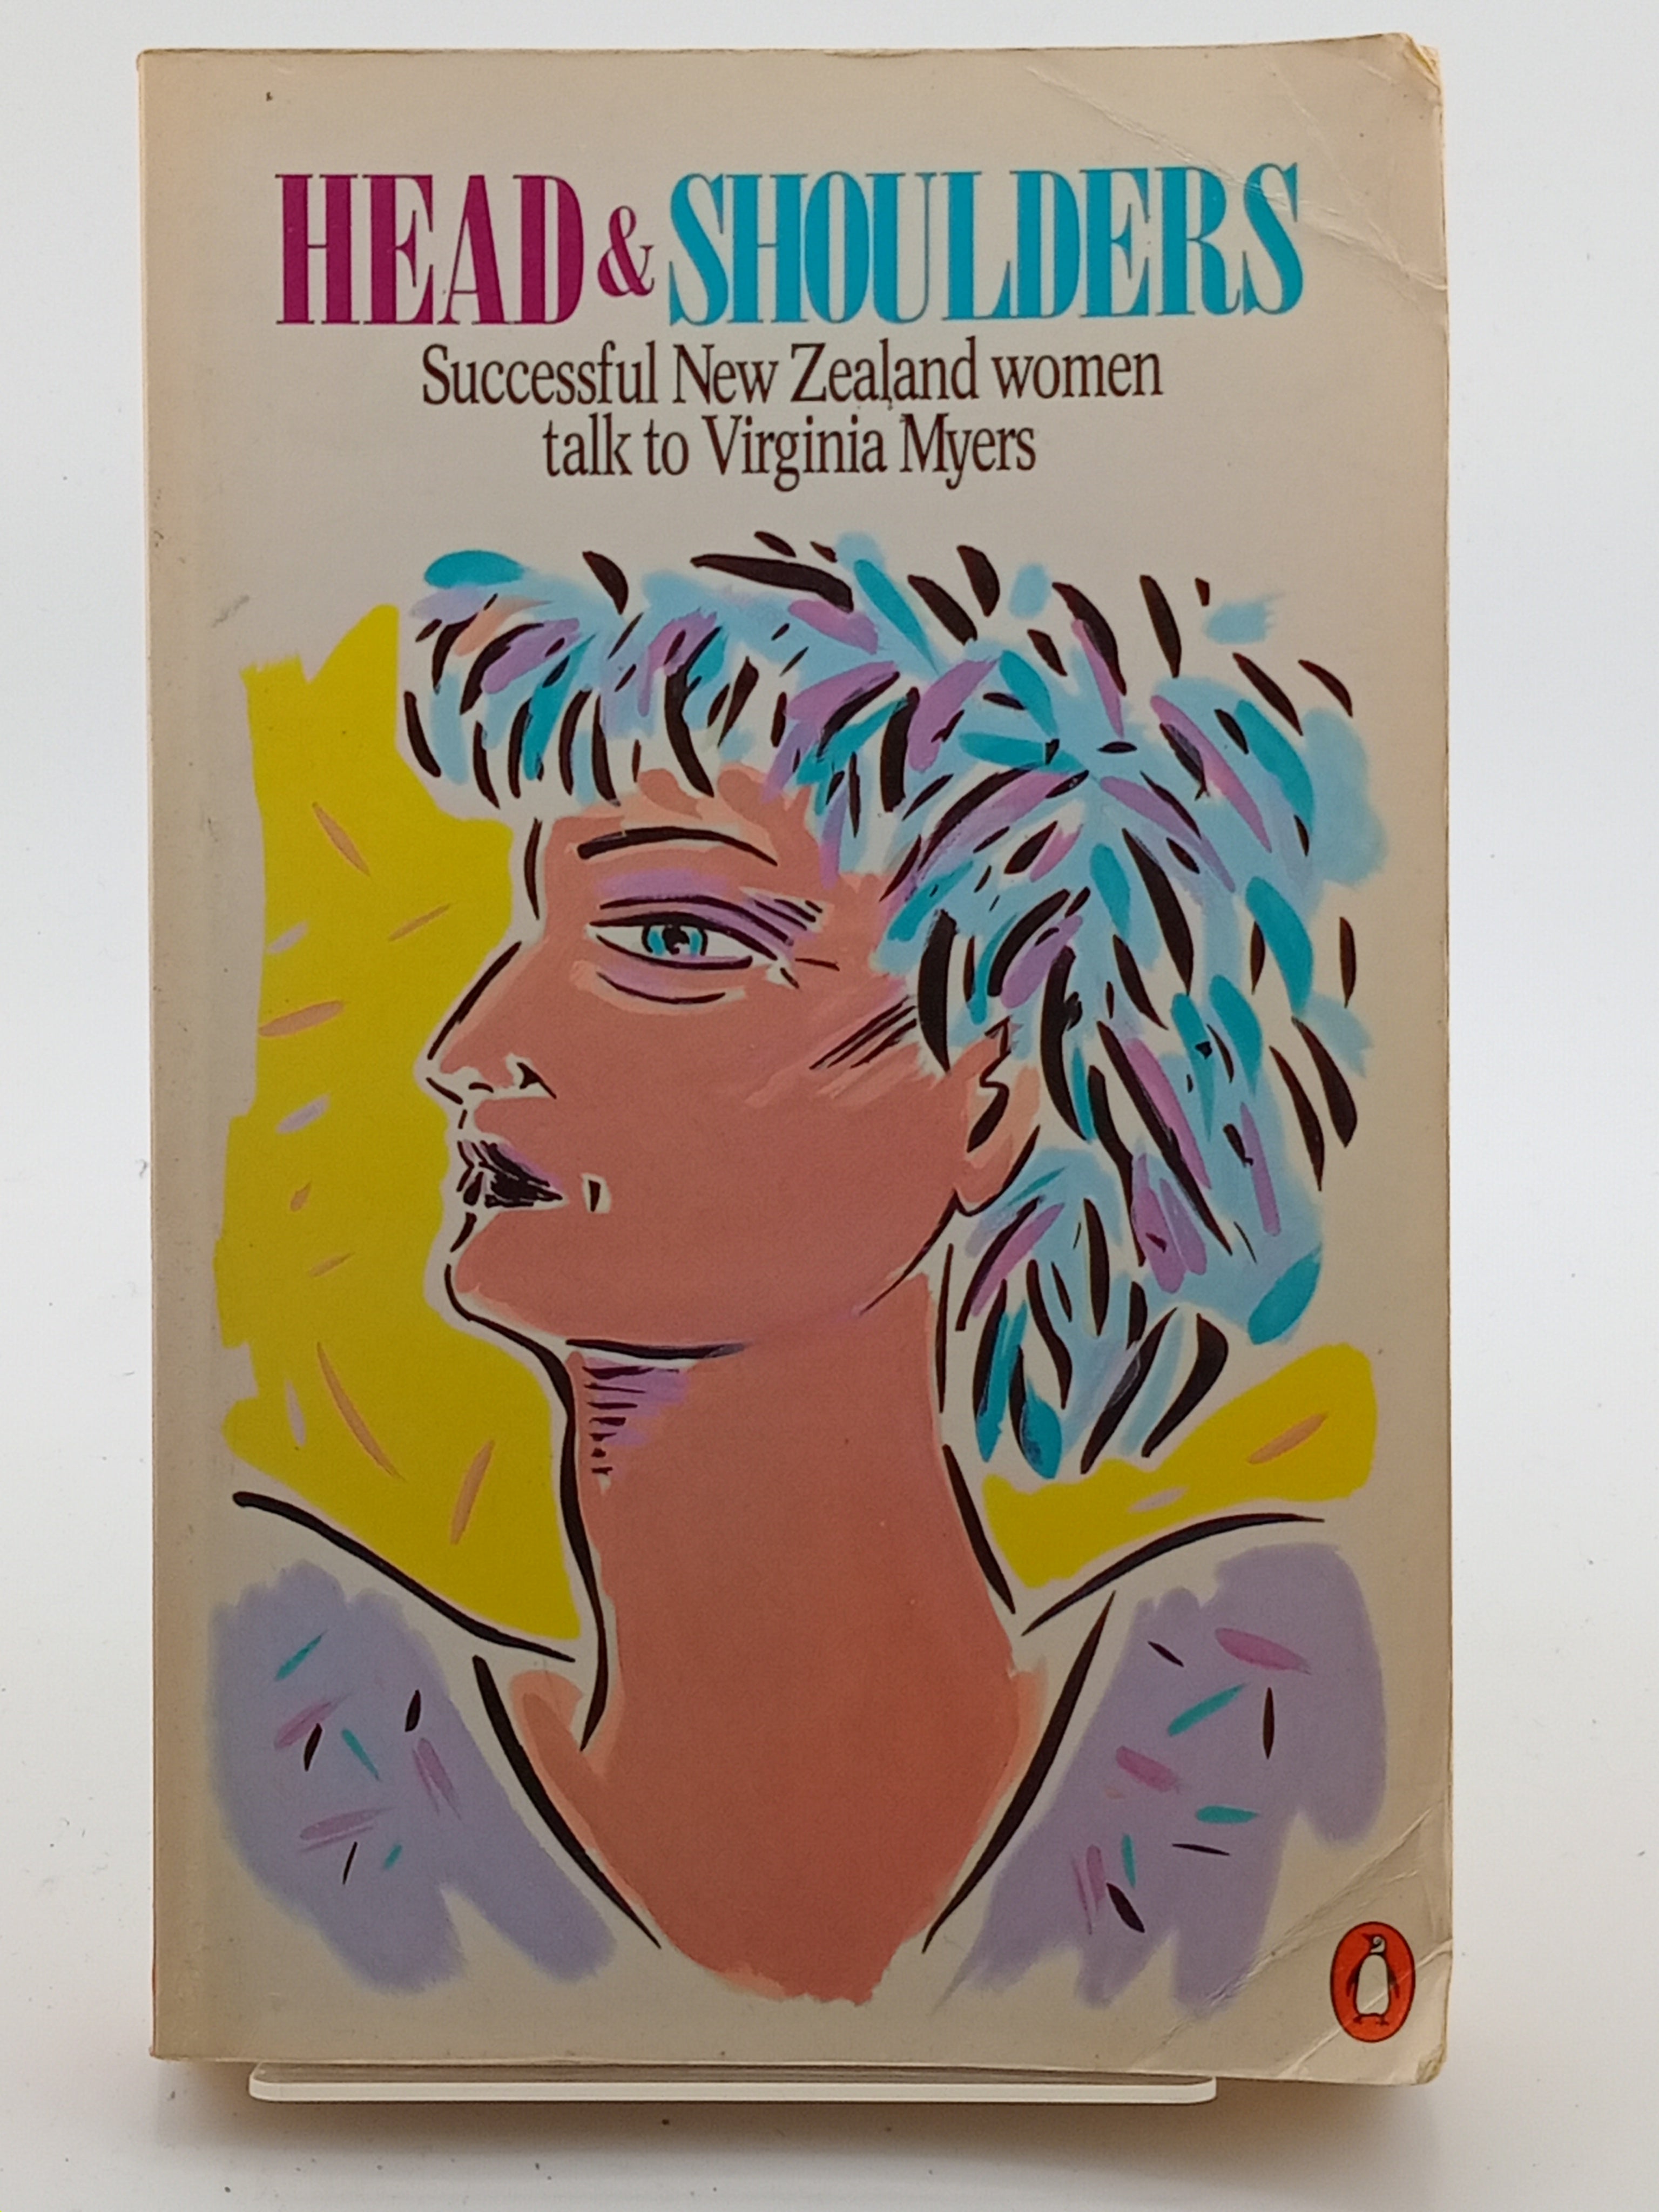 HEAD & SHOULDERS
Successful New Zealand women
talk to Virginia Myers